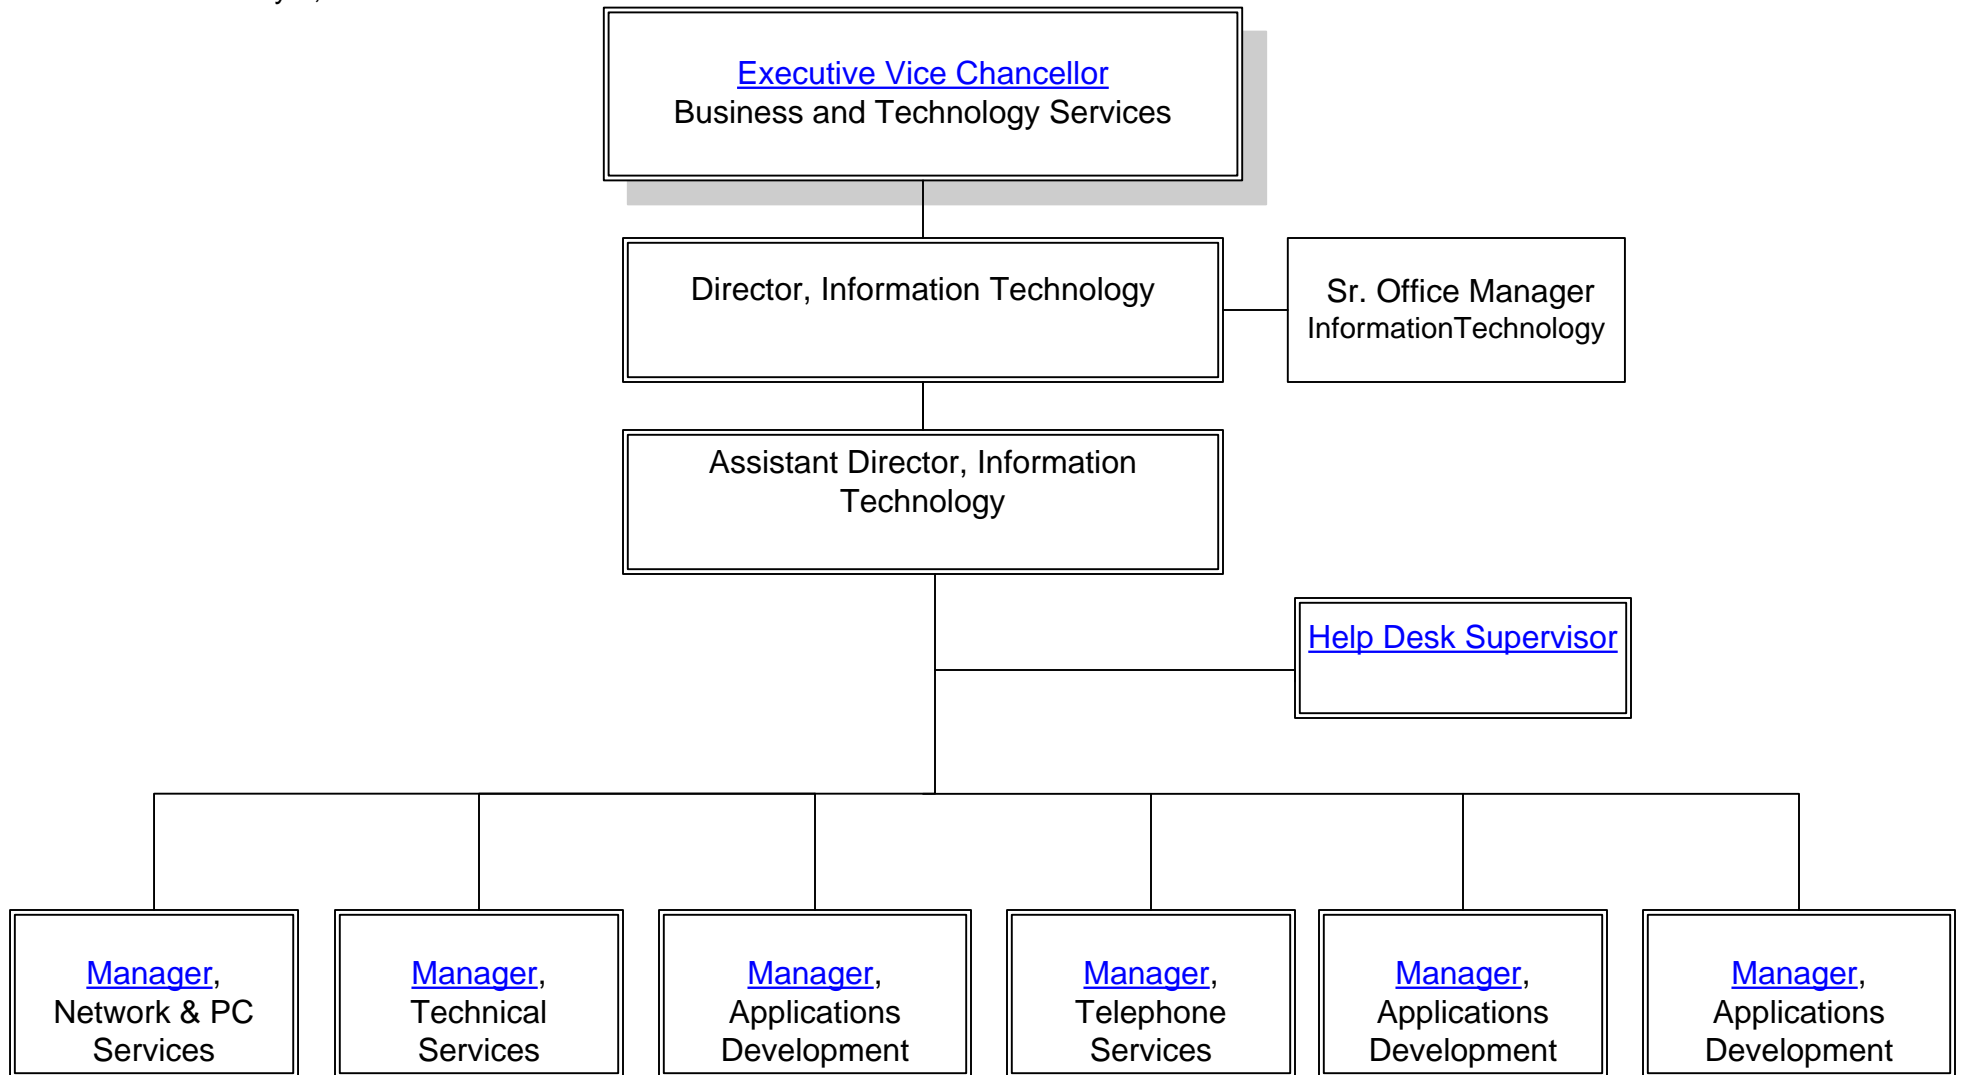 Executive Vice Chancellor
Business and Technology Services
Director, Information Technology
Sr. Office Manager
InformationTechnology
Assistant Director, Information
Technology
Help Desk Supervisor
Manager,
Network & PC
Services
Manager,
Technical
Services
Manager,
Applications
Development
Manager,
Telephone
Services
Manager,
Applications
Development
Manager,
Applications
Development